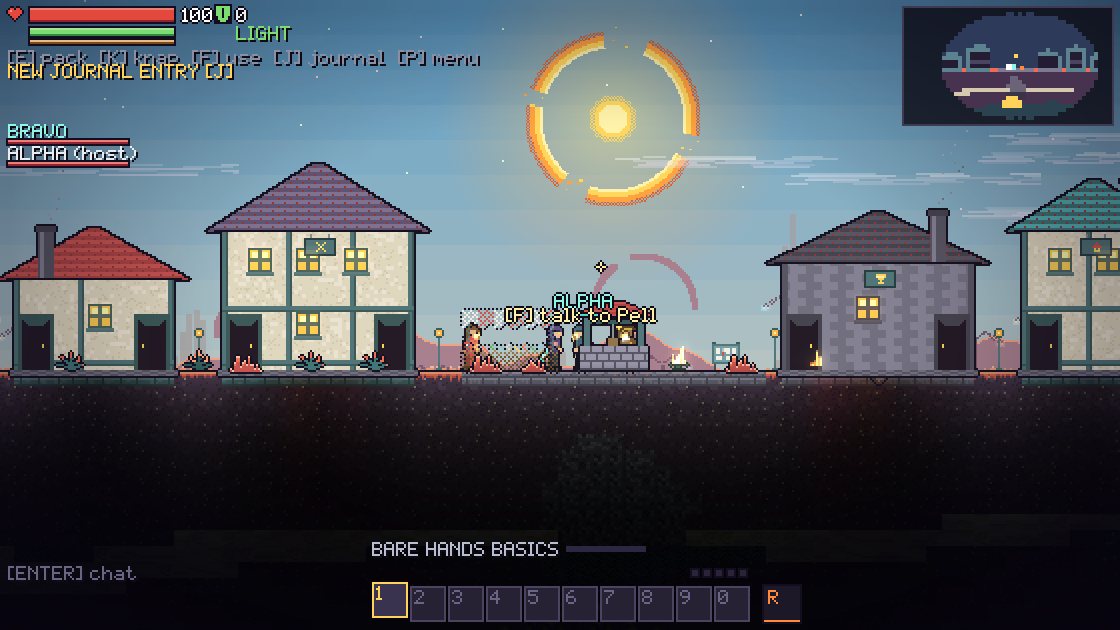 100 0
LIGHT
[E] pack [K] knap [F] use [J] journal [P] menu
NEW JOURNAL ENTRY [J]
BRAVO
ALPHA (host)
ALPHA
[F] talk to Pell
BARE HANDS BASICS
[ENTER] chat
1 2 3 4 5 6 7 8 9 0 R